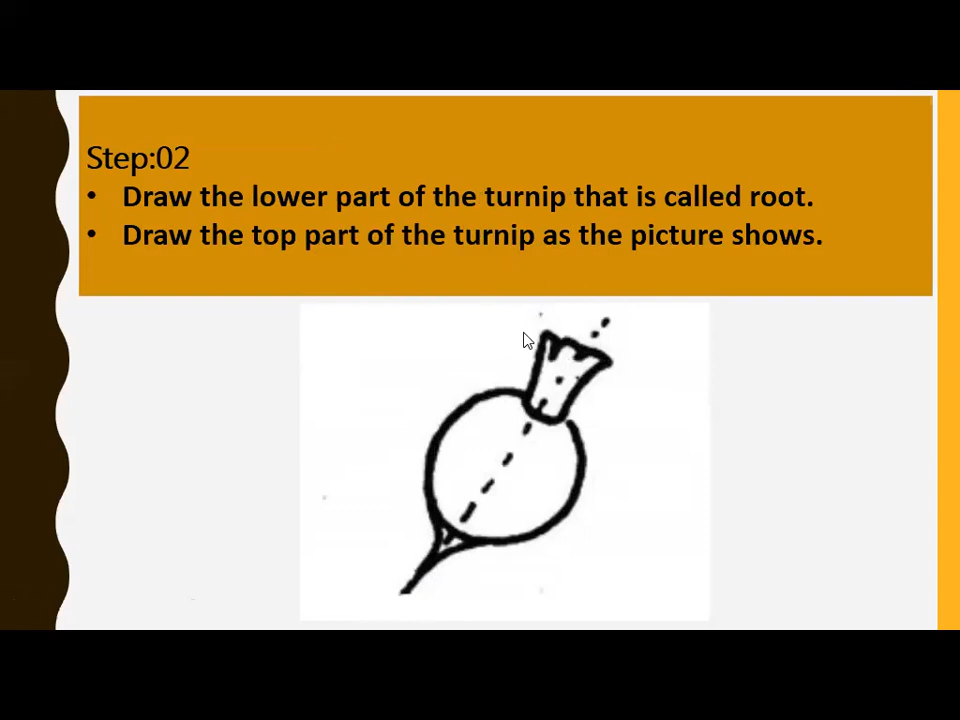 Step:02
• Draw the lower part of the turnip that is called root.
• Draw the top part of the turnip as the picture shows.